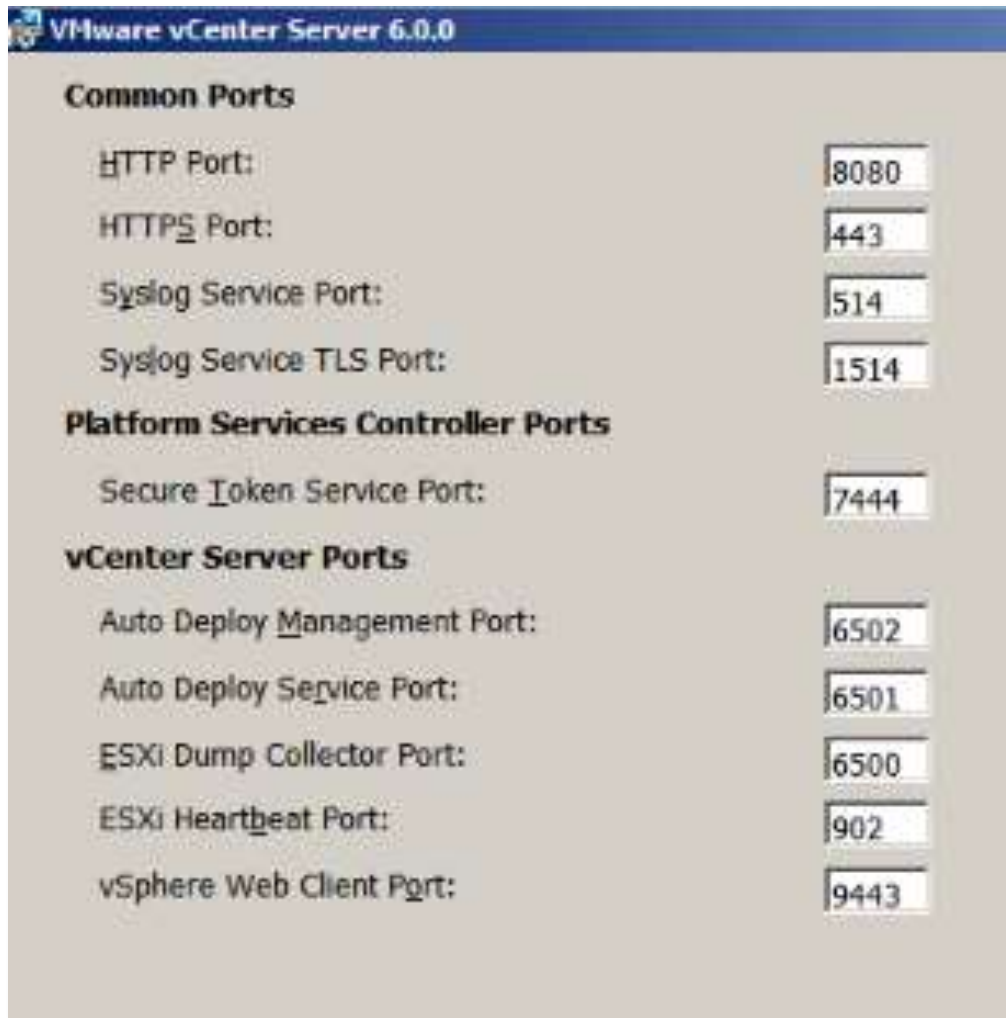 VMware vCenter Server 6.0.0
Common Ports
HTTP Port: 8080
HTTPS Port: 443
Syslog Service Port: 514
Syslog Service TLS Port: 1514
Platform Services Controller Ports
Secure Token Service Port: 7444
vCenter Server Ports
Auto Deploy Management Port: 6502
Auto Deploy Service Port: 6501
ESXi Dump Collector Port: 6500
ESXi Heartbeat Port: 902
vSphere Web Client Port: 9443